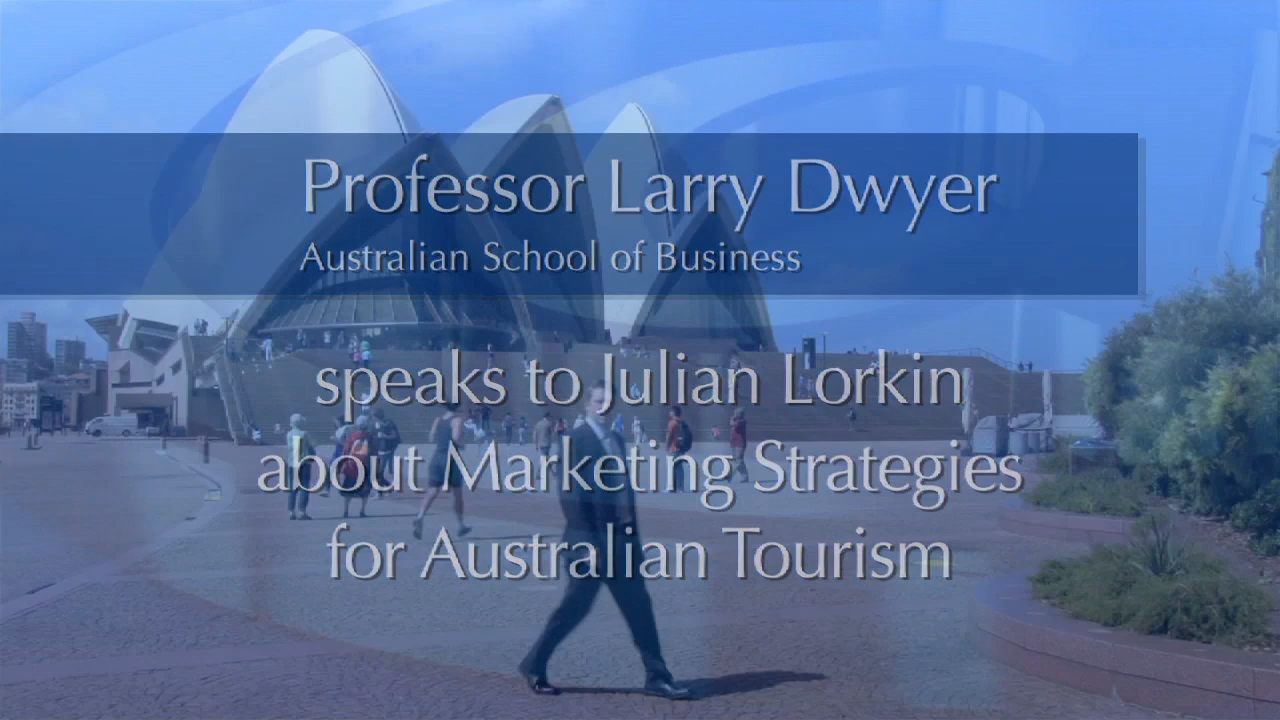 Professor Larry Dwyer
Australian School of Business
speaks to Julian Lorkin
about Marketing Strategies
for Australian Tourism